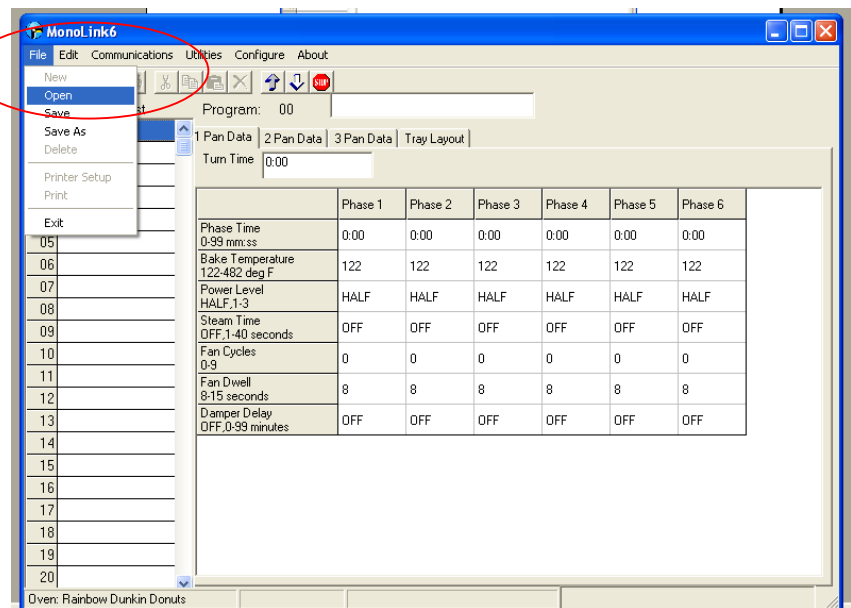 MonoLink6
File Edit Communications Utilities Configure About
New
Open
Save
Save As
Delete
Printer Setup
Print
Exit
STOP
Program: 00
1 Pan Data 2 Pan Data 3 Pan Data Tray Layout
Turn Time 0:00
Phase 1 Phase 2 Phase 3 Phase 4 Phase 5 Phase 6
Phase Time
0-99 mm:ss 0:00 0:00 0:00 0:00 0:00 0:00
Bake Temperature
122-482 deg F 122 122 122 122 122 122
Power Level
HALF,1-3 HALF HALF HALF HALF HALF HALF
Steam Time
OFF,1-40 seconds OFF OFF OFF OFF OFF OFF
Fan Cycles
0-9 0 0 0 0 0 0
Fan Dwell
8-15 seconds 8 8 8 8 8 8
Damper Delay
OFF,0-99 minutes OFF OFF OFF OFF OFF OFF
05
06
07
08
09
10
11
12
13
14
15
16
17
18
19
20
Oven: Rainbow Dunkin Donuts